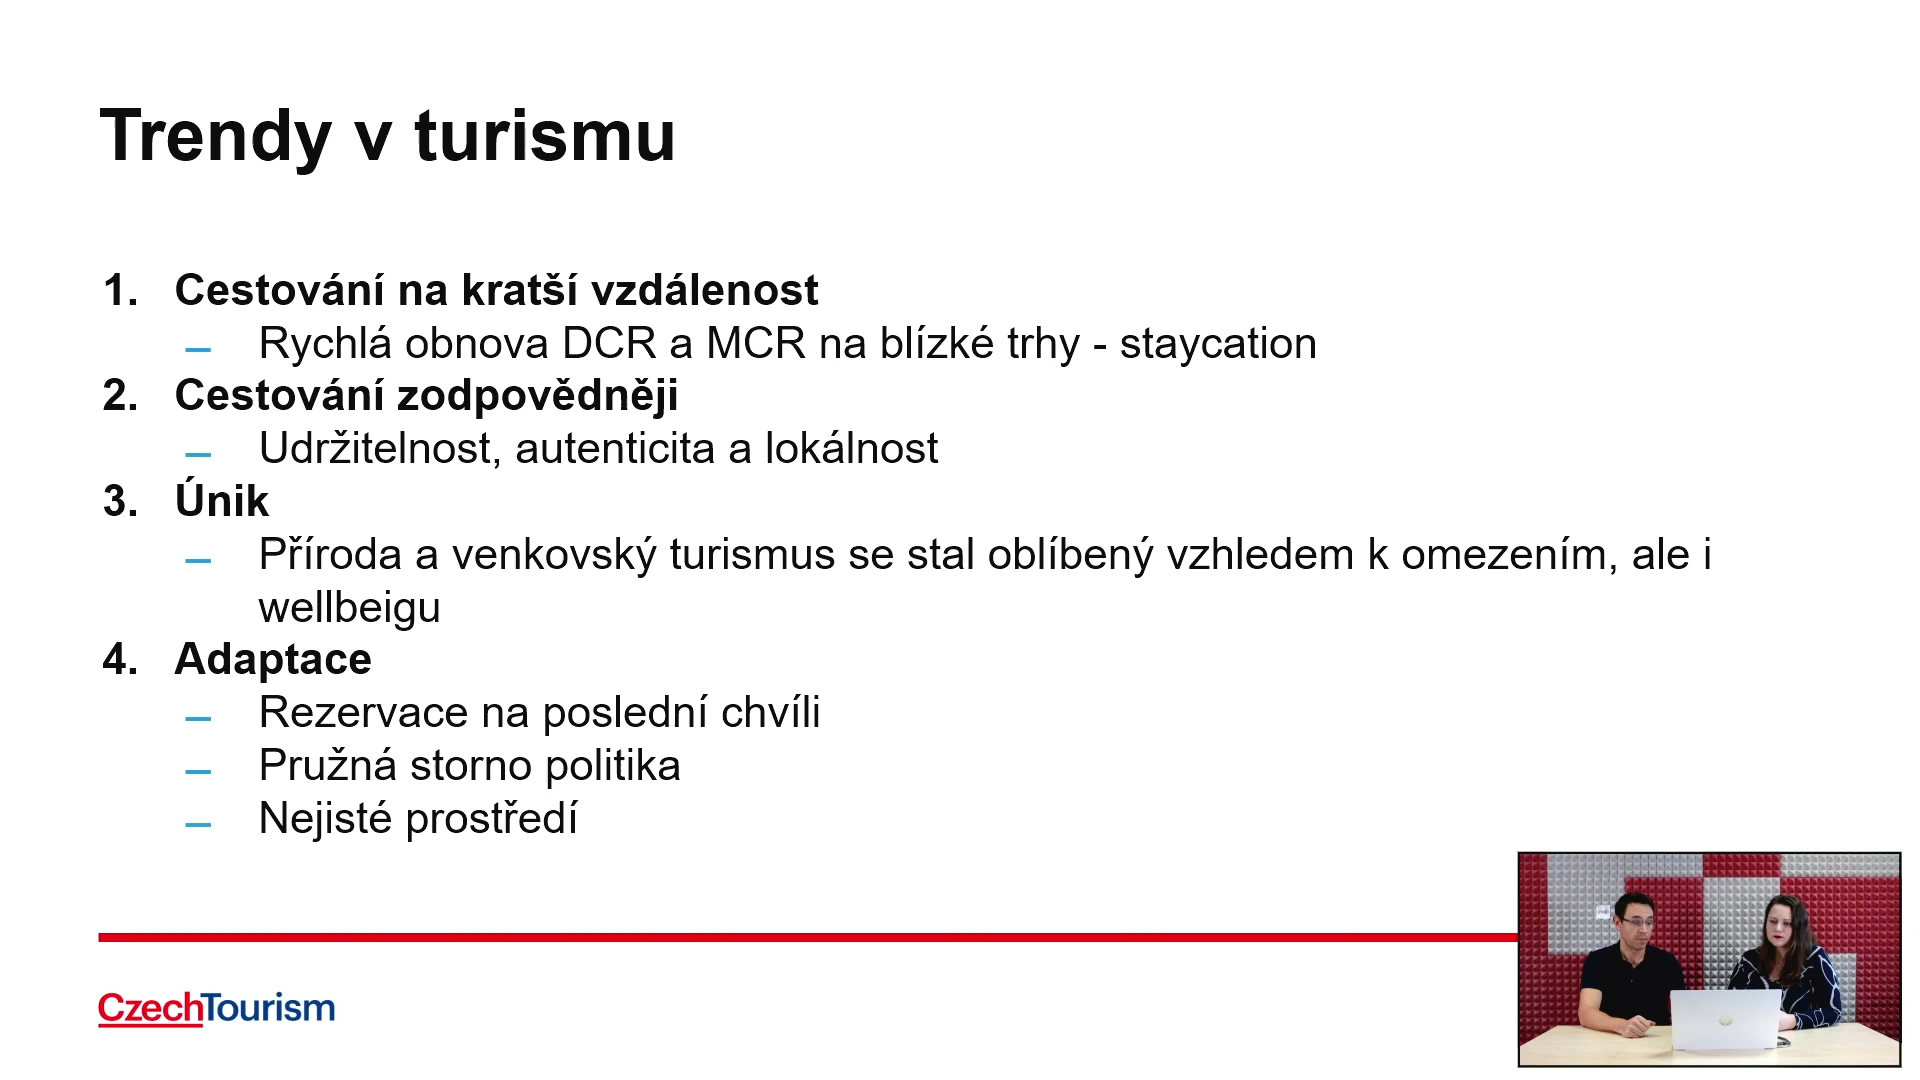 Trendy v turismu
1. Cestování na kratší vzdálenost
– Rychlá obnova DCR a MCR na blízké trhy - staycation
2. Cestování zodpovědněji
– Udržitelnost, autenticita a lokálnost
3. Únik
– Příroda a venkovský turismus se stal oblíbený vzhledem k omezením, ale i
wellbeigu
4. Adaptace
– Rezervace na poslední chvíli
– Pružná storno politika
– Nejisté prostředí
CzechTourism